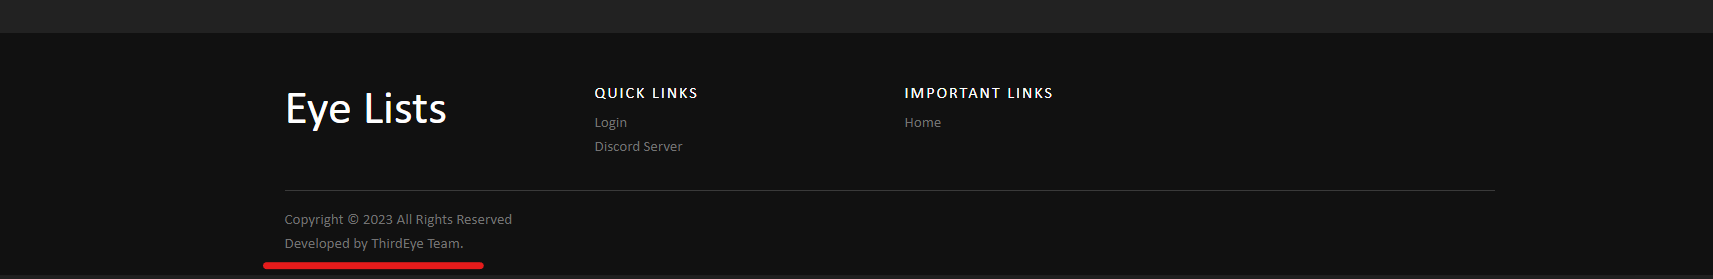 Eye Lists
QUICK LINKS
Login
Discord Server
IMPORTANT LINKS
Home
Copyright © 2023 All Rights Reserved
Developed by ThirdEye Team.